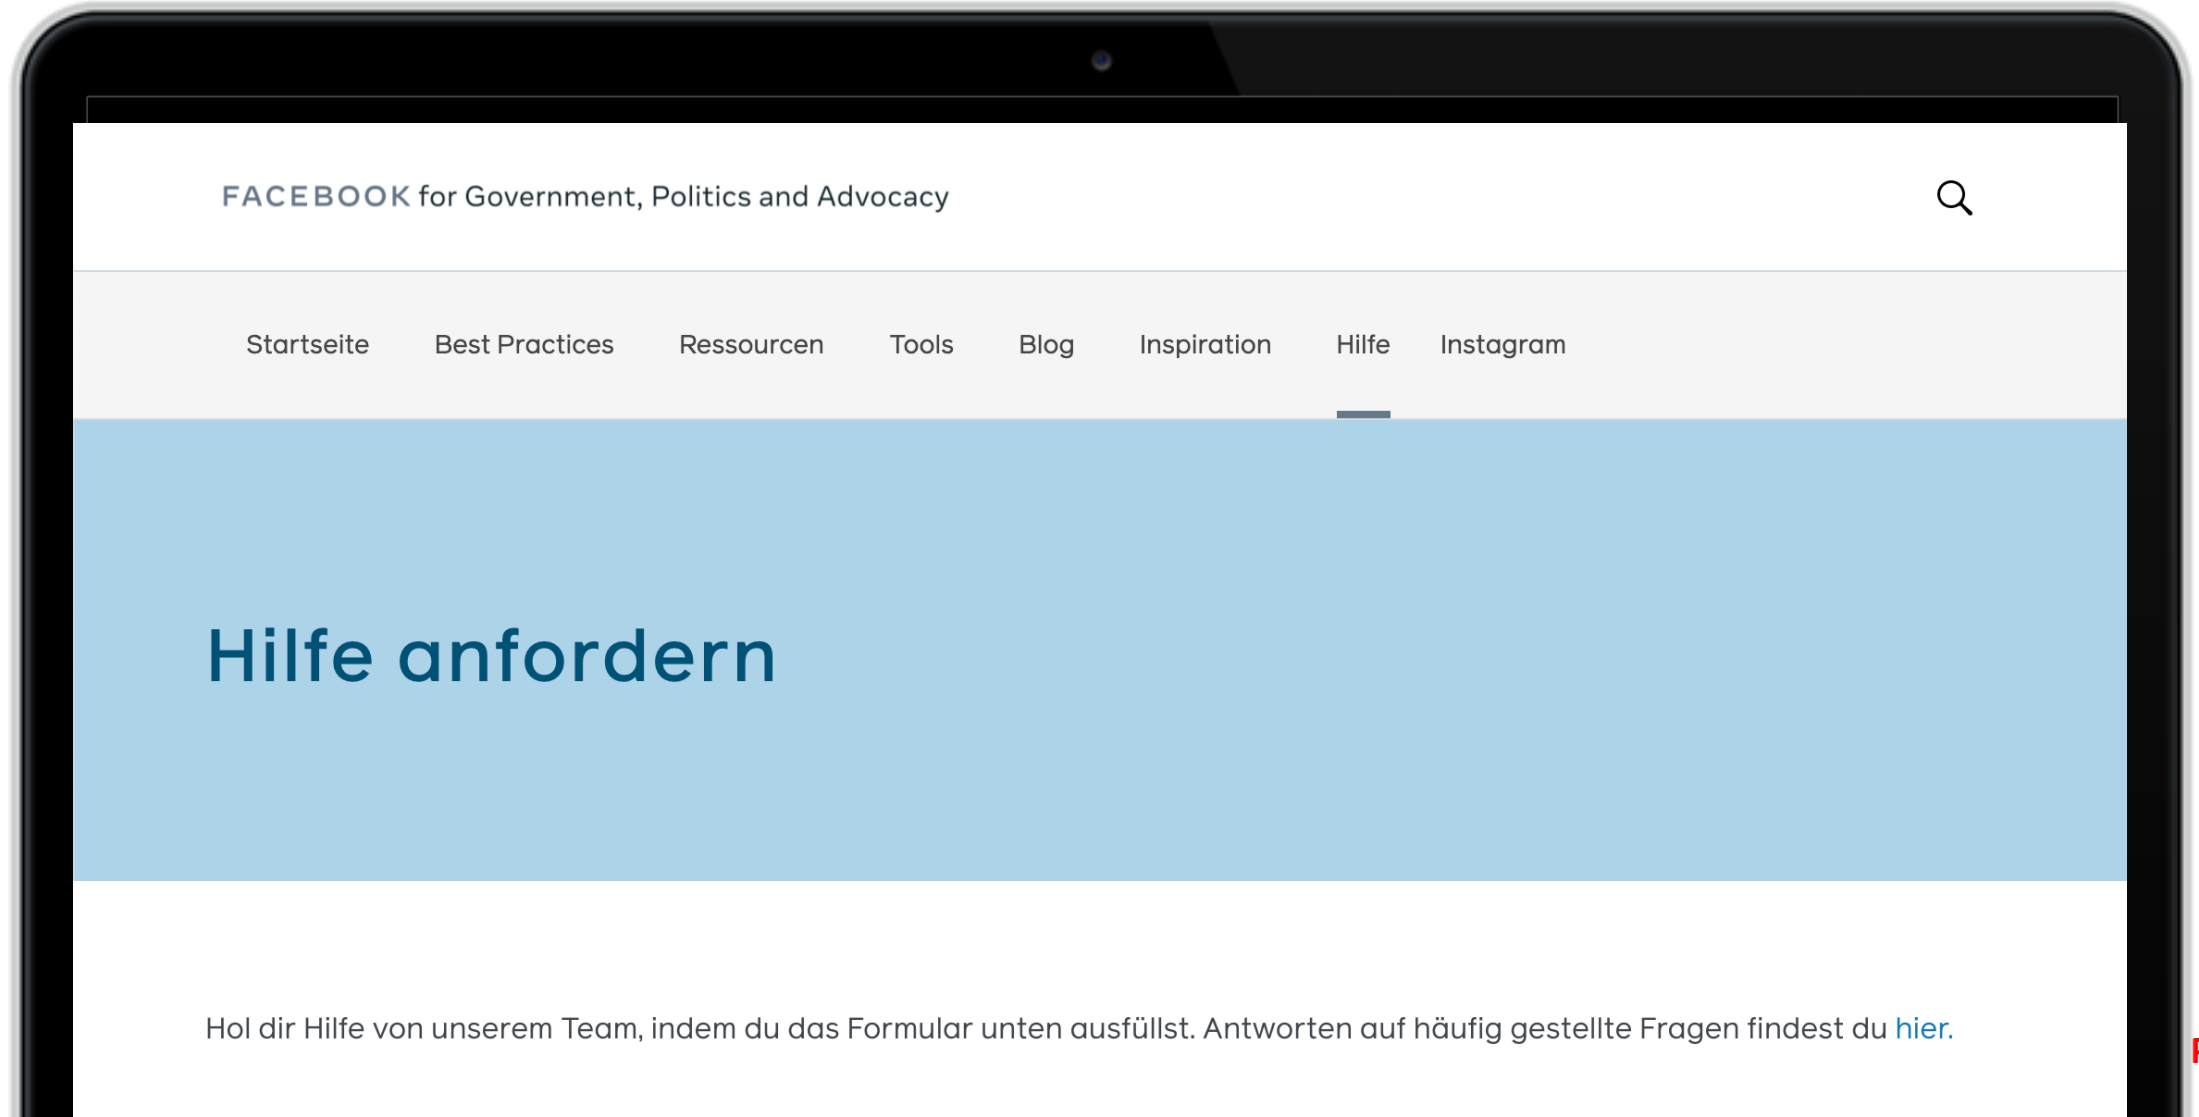 FACEBOOK for Government, Politics and Advocacy
Startseite Best Practices Ressourcen Tools Blog Inspiration Hilfe Instagram
Hilfe anfordern
Hol dir Hilfe von unserem Team, indem du das Formular unten ausfüllst. Antworten auf häufig gestellte Fragen findest du hier.